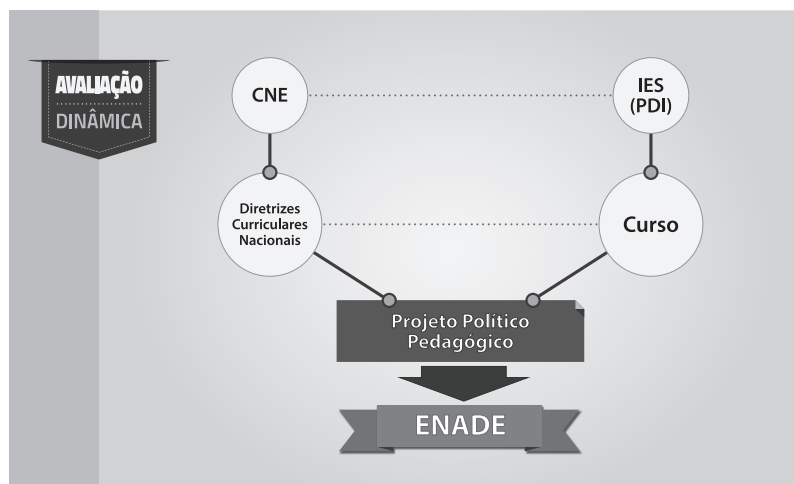 AVALIAÇÃO
DINÂMICA
CNE
IES
(PDI)
Diretrizes
Curriculares
Nacionais
Curso
Projeto Político
Pedagógico
ENADE